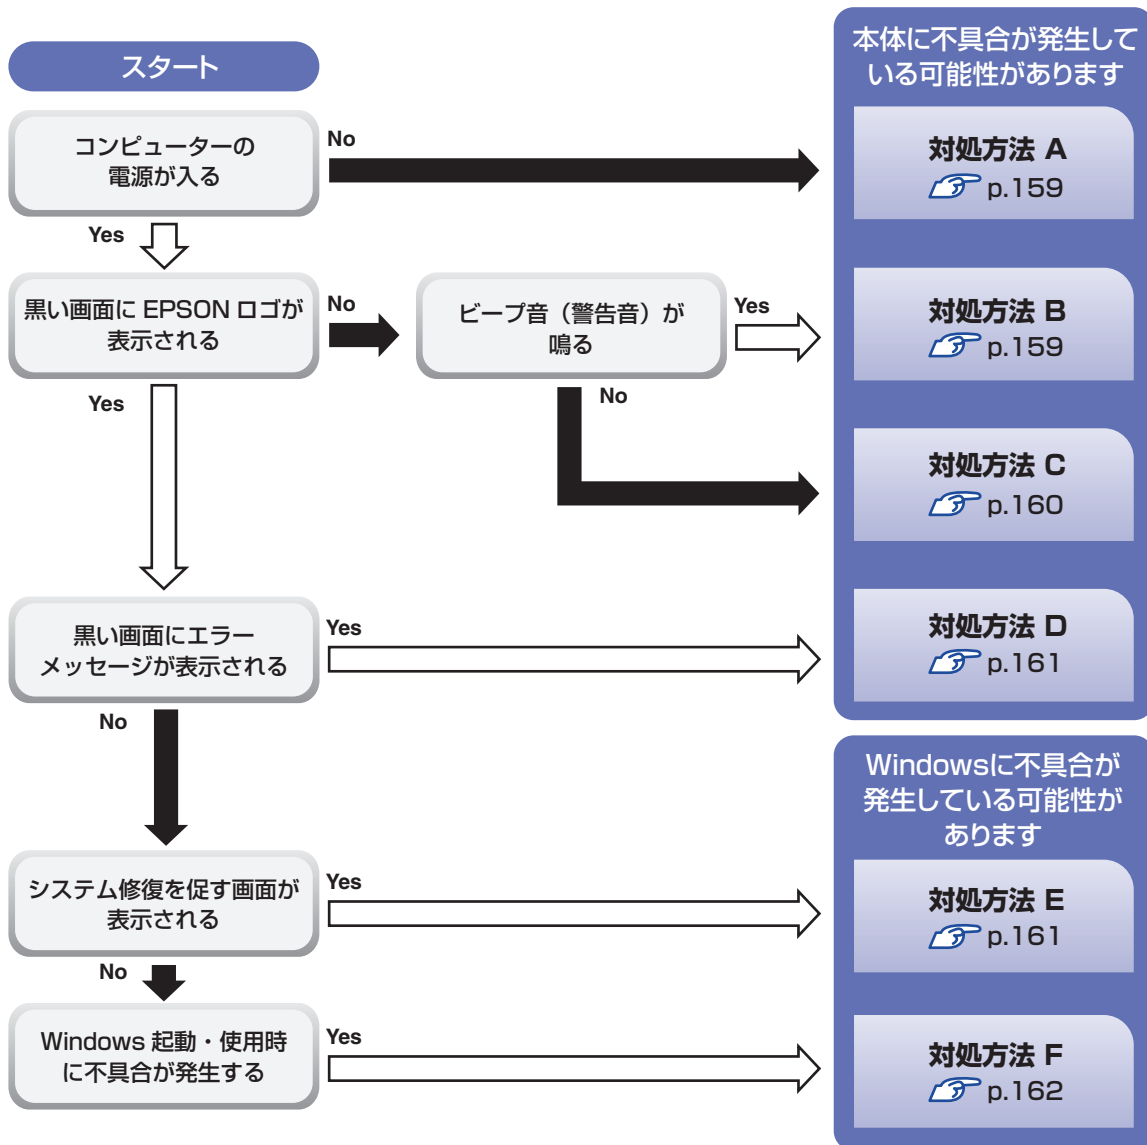 スタート
コンピューターの
電源が入る
No
Yes
黒い画面に EPSON ロゴが
表示される
No
ビープ音（警告音）が
鳴る
Yes
No
Yes
黒い画面にエラー
メッセージが表示される
Yes
No
システム修復を促す画面が
表示される
Yes
No
Windows 起動・使用時
に不具合が発生する
Yes
本体に不具合が発生して
いる可能性があります
対処方法 A
p.159
対処方法 B
p.159
対処方法 C
p.160
対処方法 D
p.161
Windowsに不具合が
発生している可能性が
あります
対処方法 E
p.161
対処方法 F
p.162